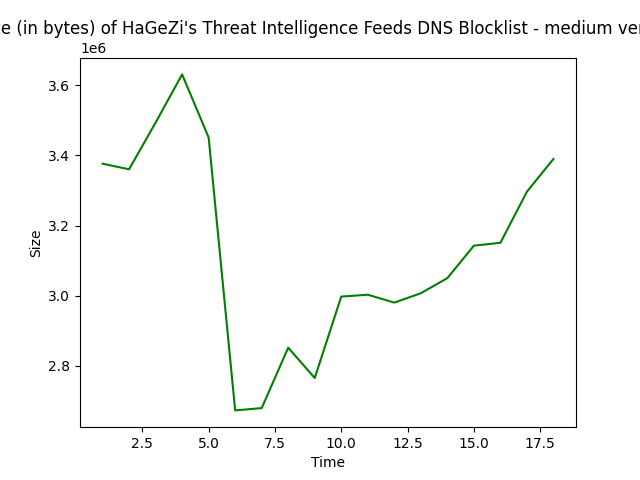 (in bytes) of HaGeZi's Threat Intelligence Feeds DNS Blocklist - medium
1e6
3.6
3.4
3.2
3.0
2.8
Size
2.5 5.0 7.5 10.0 12.5 15.0 17.5
Time